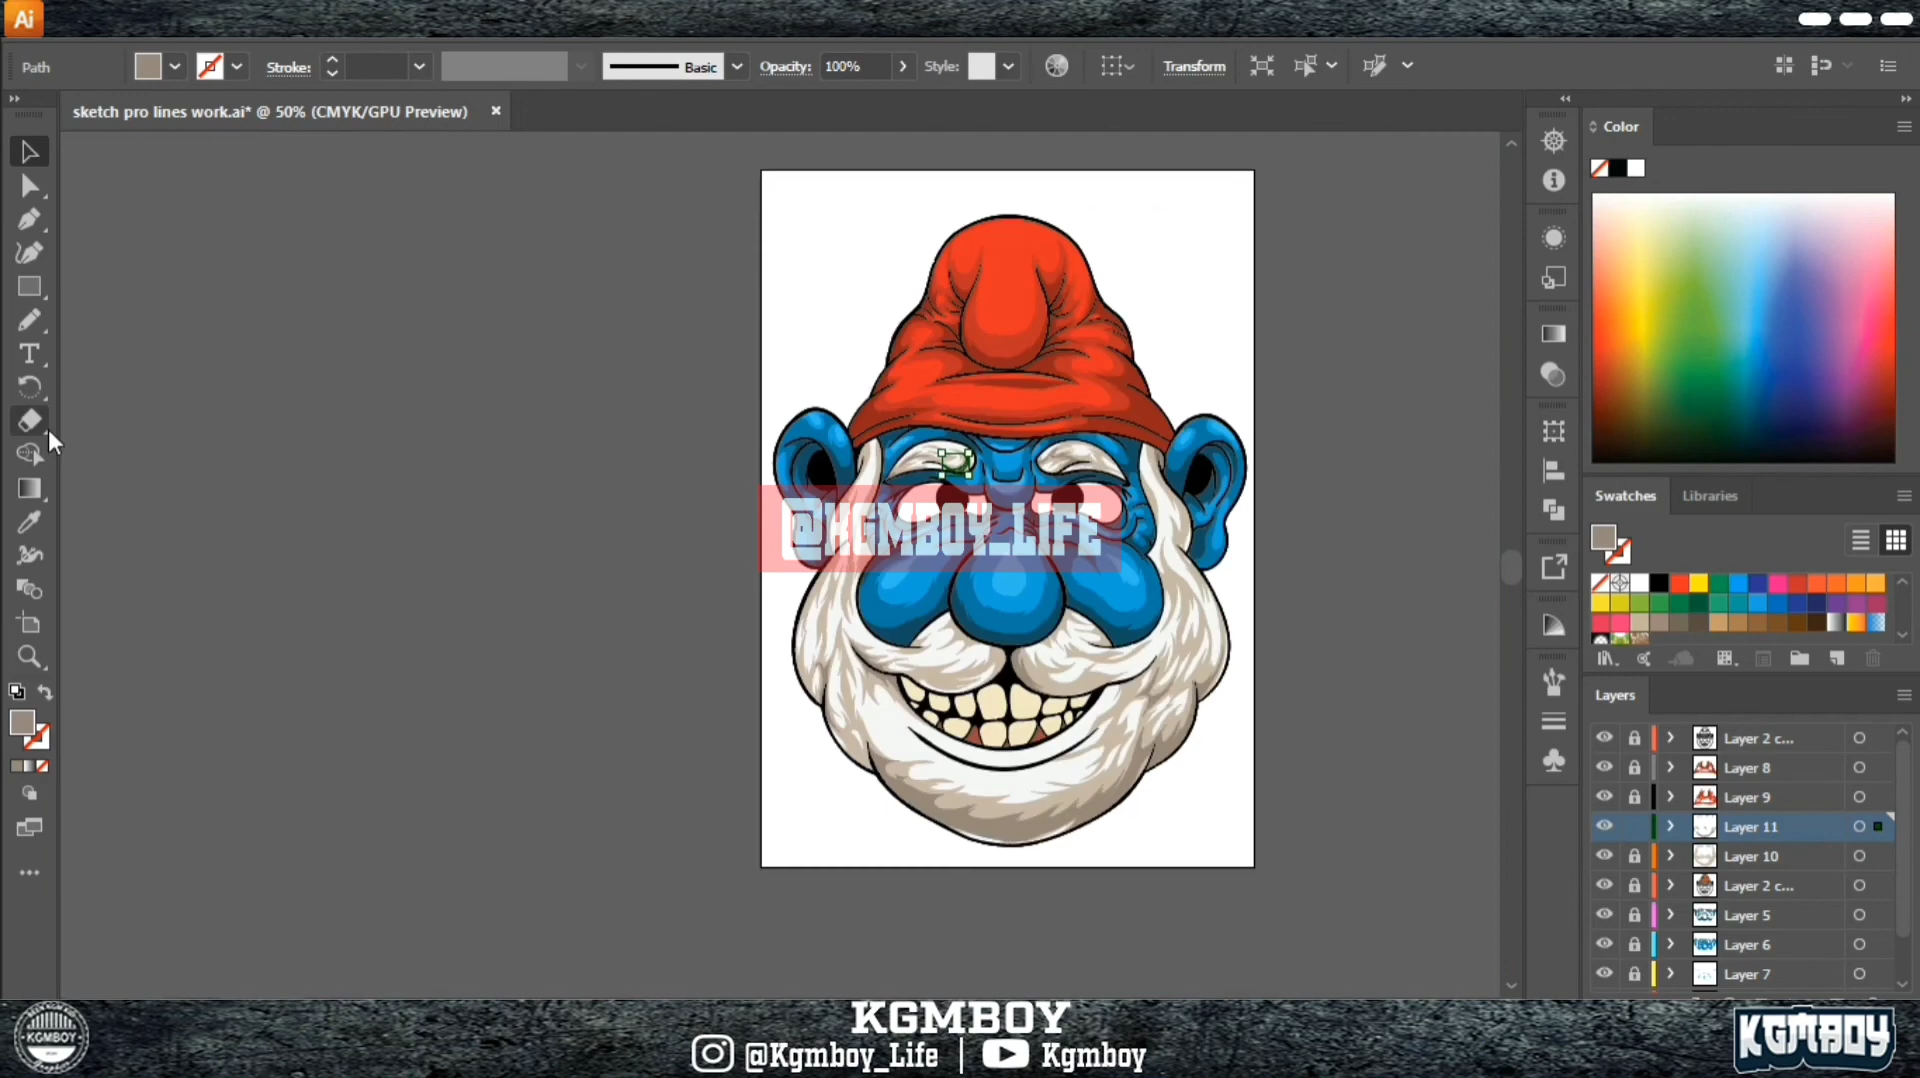 Ai
Path
Stroke:
Basic
Opacity:
100%
Style:
Transform
sketch pro lines work.ai* @ 50% (CMYK/GPU Preview)
Color
Swatches
Libraries
Layers
Layer 2 c...
Layer 8
Layer 9
Layer 11
Layer 10
Layer 2 c...
Layer 5
Layer 6
Layer 7
@KGMBOY_LIFE
KGMBOY
KGMBOY
@Kgmboy_Life | Kgmboy
KGMBOY